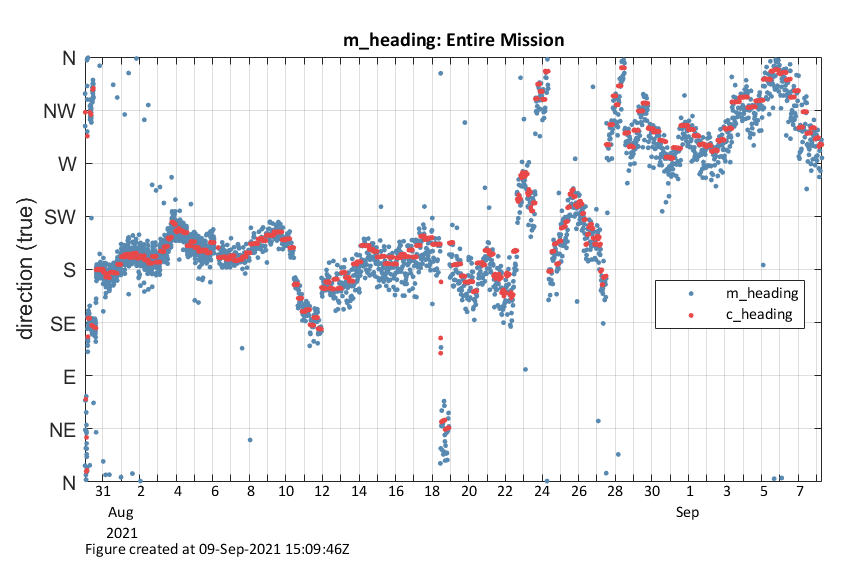 m_heading: Entire Mission
N
NW
W
SW
S
SE
E
NE
N
direction (true)
m_heading
c_heading
31 2 4 6 8 10 12 14 16 18 20 22 24 26 28 30 1 3 5 7
Aug Sep
2021
Figure created at 09-Sep-2021 15:09:46Z